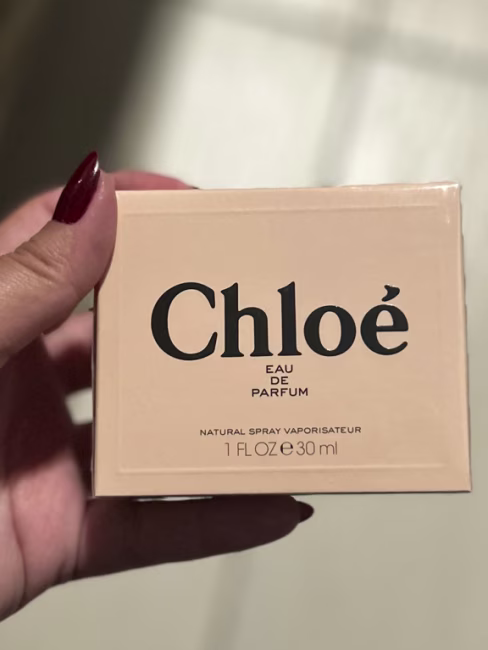 Chloé
EAU
DE
PARFUM
NATURAL SPRAY VAPORISATEUR
1 FL OZ ℮ 30 ml